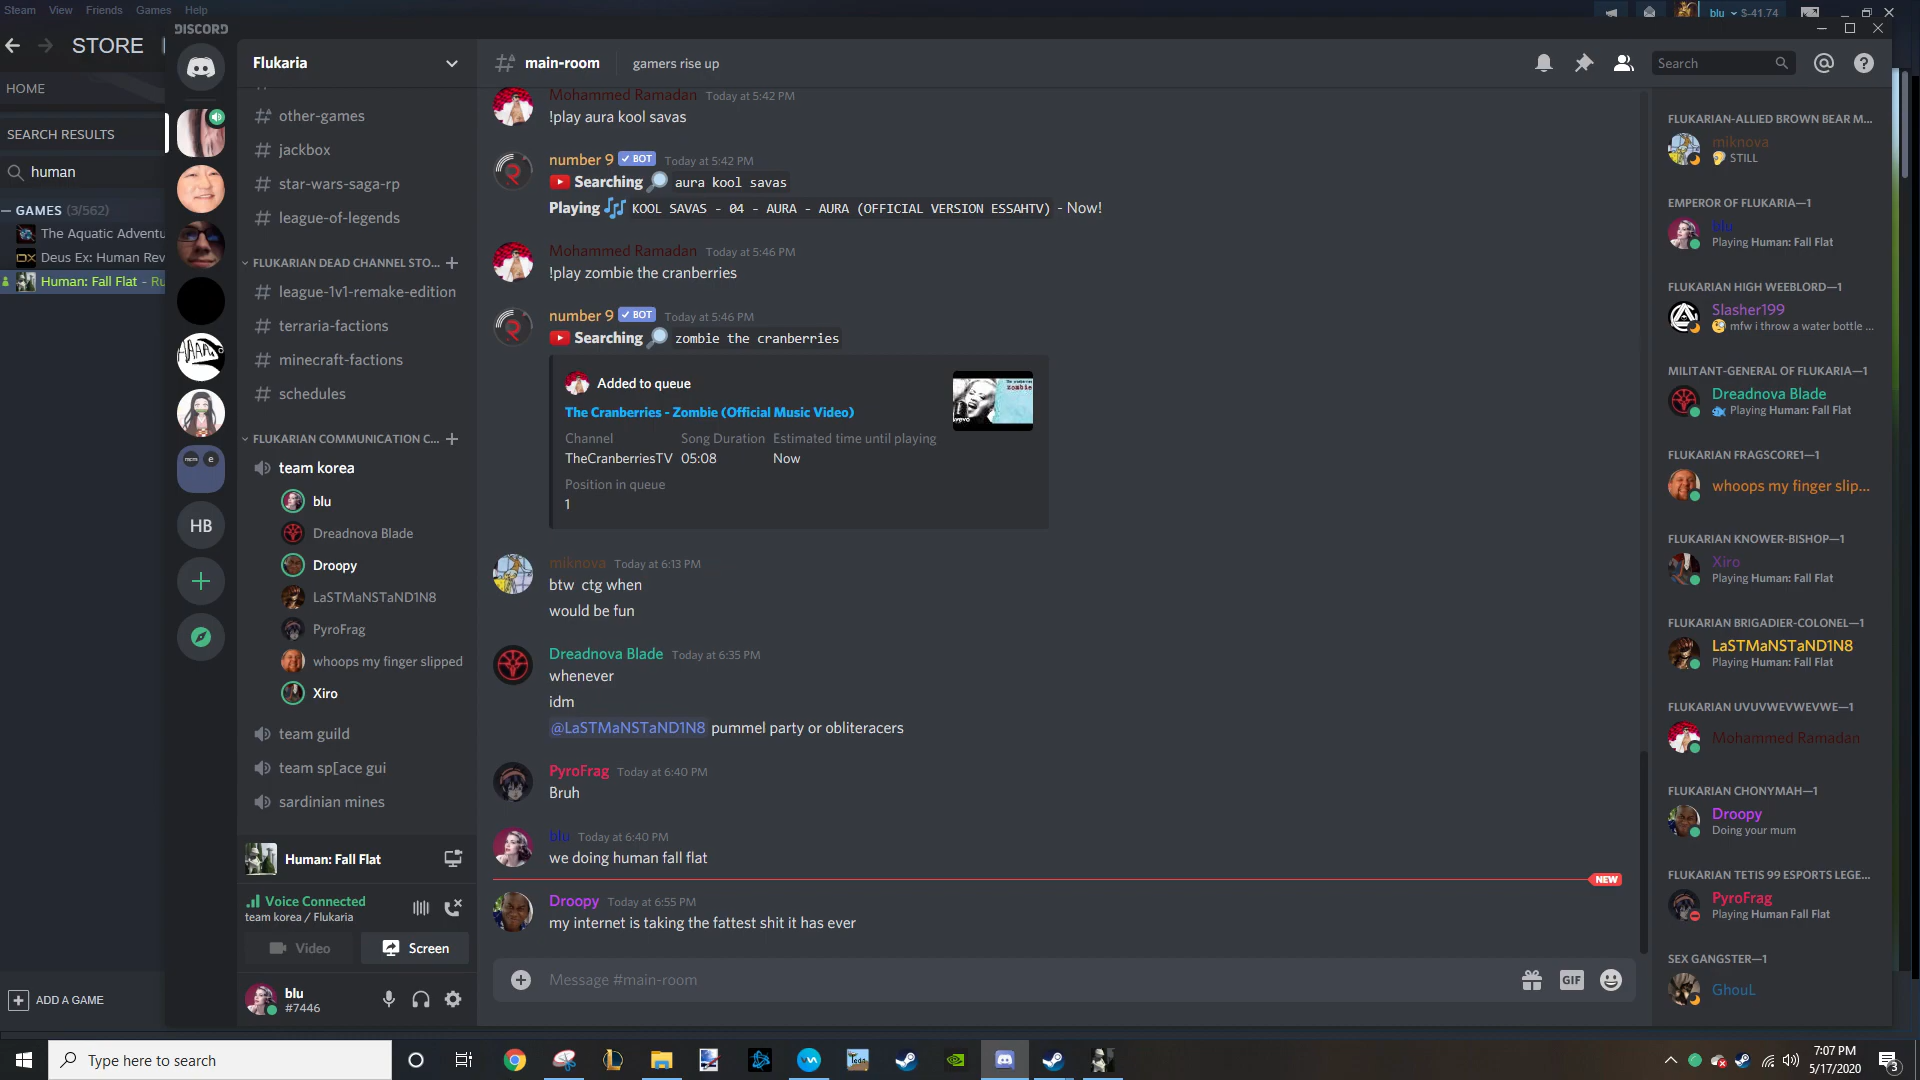 Steam View Friends Games Help
blu $-41.74
STORE
HOME
SEARCH RESULTS
human
GAMES (3/562)
The Aquatic Adventu
Deus Ex: Human Rev
Human: Fall Flat - Ru
ADD A GAME
DISCORD
HB
Flukaria
other-games
jackbox
star-wars-saga-rp
league-of-legends
FLUKARIAN DEAD CHANNEL STO...
league-1v1-remake-edition
terraria-factions
minecraft-factions
schedules
FLUKARIAN COMMUNICATION C...
team korea
blu
Dreadnova Blade
Droopy
LaSTMaNSTaND1N8
PyroFrag
whoops my finger slipped
Xiro
team guild
team sp[ace gui
sardinian mines
Human: Fall Flat
Voice Connected
team korea / Flukaria
Video Screen
blu
#7446
main-room gamers rise up
Search
Mohammed Ramadan Today at 5:42 PM
!play aura kool savas
number 9 BOT Today at 5:42 PM
Searching aura kool savas
Playing KOOL SAVAS - 04 - AURA - AURA (OFFICIAL VERSION ESSAHTV) - Now!
Mohammed Ramadan Today at 5:46 PM
!play zombie the cranberries
number 9 BOT Today at 5:46 PM
Searching zombie the cranberries
Added to queue
The Cranberries - Zombie (Official Music Video)
Channel Song Duration Estimated time until playing
TheCranberriesTV 05:08 Now
Position in queue
1
miknova Today at 6:13 PM
btw ctg when
would be fun
Dreadnova Blade Today at 6:35 PM
whenever
idm
@LaSTMaNSTaND1N8 pummel party or obliteracers
PyroFrag Today at 6:40 PM
Bruh
blu Today at 6:40 PM
we doing human fall flat
NEW
Droopy Today at 6:55 PM
my internet is taking the fattest shit it has ever
Message #main-room
GIF
FLUKARIAN-ALLIED BROWN BEAR M...
miknova
STILL
EMPEROR OF FLUKARIA—1
blu
Playing Human: Fall Flat
FLUKARIAN HIGH WEEBLORD—1
Slasher199
mfw i throw a water bottle ...
MILITANT-GENERAL OF FLUKARIA—1
Dreadnova Blade
Playing Human: Fall Flat
FLUKARIAN FRAGSCORE1—1
whoops my finger slip...
FLUKARIAN KNOWER-BISHOP—1
Xiro
Playing Human: Fall Flat
FLUKARIAN BRIGADIER-COLONEL—1
LaSTMaNSTaND1N8
Playing Human: Fall Flat
FLUKARIAN UVUVWEVWEVWE—1
Mohammed Ramadan
FLUKARIAN CHONYMAH—1
Droopy
Doing your mum
FLUKARIAN TETIS 99 ESPORTS LEGE...
PyroFrag
Playing Human Fall Flat
SEX GANGSTER—1
GhouL
Type here to search
7:07 PM
5/17/2020
3